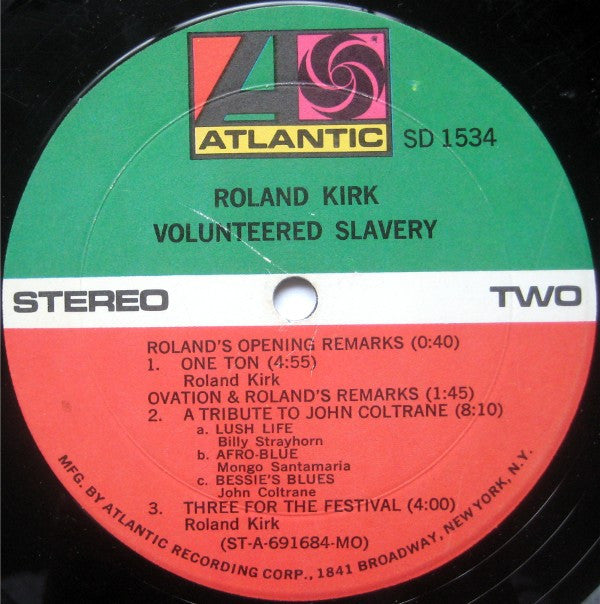 ATLANTIC
SD 1534
ROLAND KIRK
VOLUNTEERED SLAVERY
STEREO
TWO
ROLAND'S OPENING REMARKS (0:40)
1. ONE TON (4:55)
Roland Kirk
OVATION & ROLAND'S REMARKS (1:45)
2. A TRIBUTE TO JOHN COLTRANE (8:10)
a. LUSH LIFE
Billy Strayhorn
b. AFRO-BLUE
Mongo Santamaria
c. BESSIE'S BLUES
John Coltrane
3. THREE FOR THE FESTIVAL (4:00)
Roland Kirk
(ST-A-691684-MO)
MFG. BY ATLANTIC RECORDING CORP., 1841 BROADWAY, NEW YORK, N.Y.